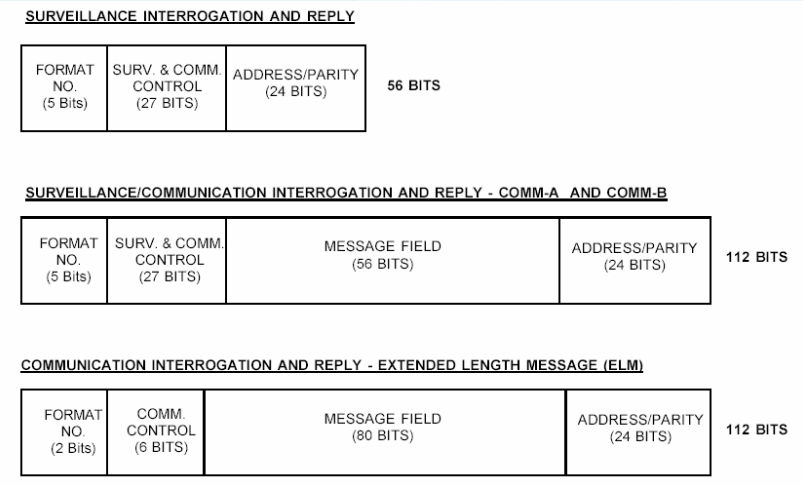 SURVEILLANCE INTERROGATION AND REPLY
FORMAT
NO.
(5 Bits)
SURV. & COMM.
CONTROL
(27 BITS)
ADDRESS/PARITY
(24 BITS)
56 BITS
SURVEILLANCE/COMMUNICATION INTERROGATION AND REPLY - COMM-A AND COMM-B
FORMAT
NO.
(5 Bits)
SURV. & COMM.
CONTROL
(27 BITS)
MESSAGE FIELD
(56 BITS)
ADDRESS/PARITY
(24 BITS)
112 BITS
COMMUNICATION INTERROGATION AND REPLY - EXTENDED LENGTH MESSAGE (ELM)
FORMAT
NO.
(2 Bits)
COMM.
CONTROL
(6 BITS)
MESSAGE FIELD
(80 BITS)
ADDRESS/PARITY
(24 BITS)
112 BITS